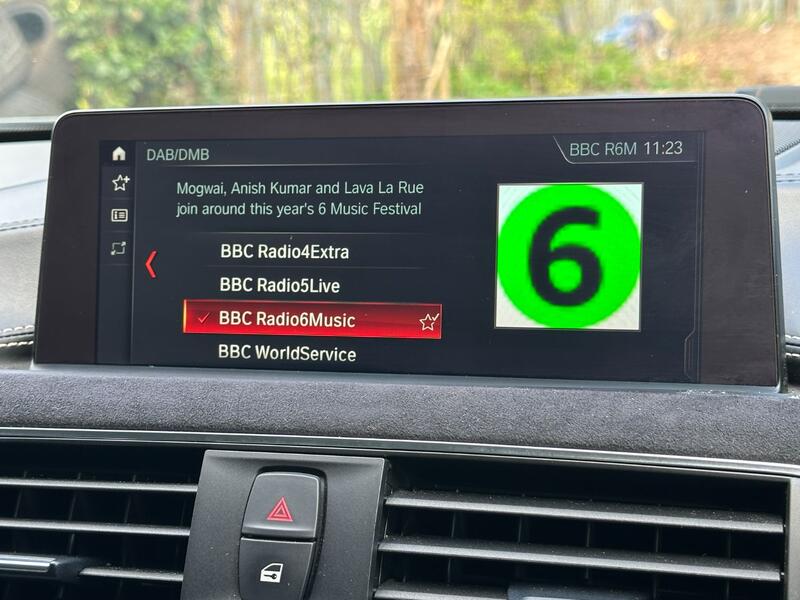 DAB/DMB
BBC R6M 11:23
Mogwai, Anish Kumar and Lava La Rue
join around this year's 6 Music Festival
BBC Radio4Extra
BBC Radio5Live
BBC Radio6Music
BBC WorldService
6